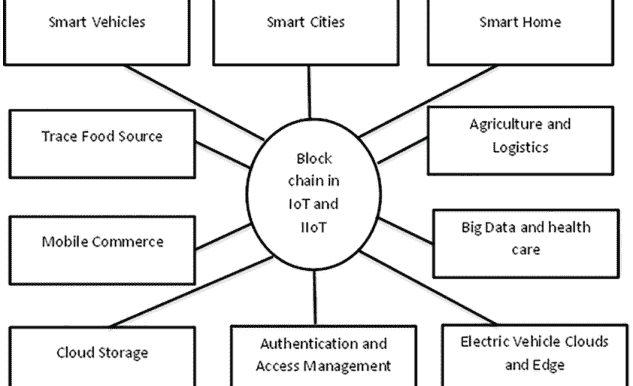 Smart Vehicles
Smart Cities
Smart Home
Trace Food Source
Agriculture and
Logistics
Block
chain in
IoT and
IIoT
Mobile Commerce
Big Data and health
care
Cloud Storage
Authentication and
Access Management
Electric Vehicle Clouds
and Edge